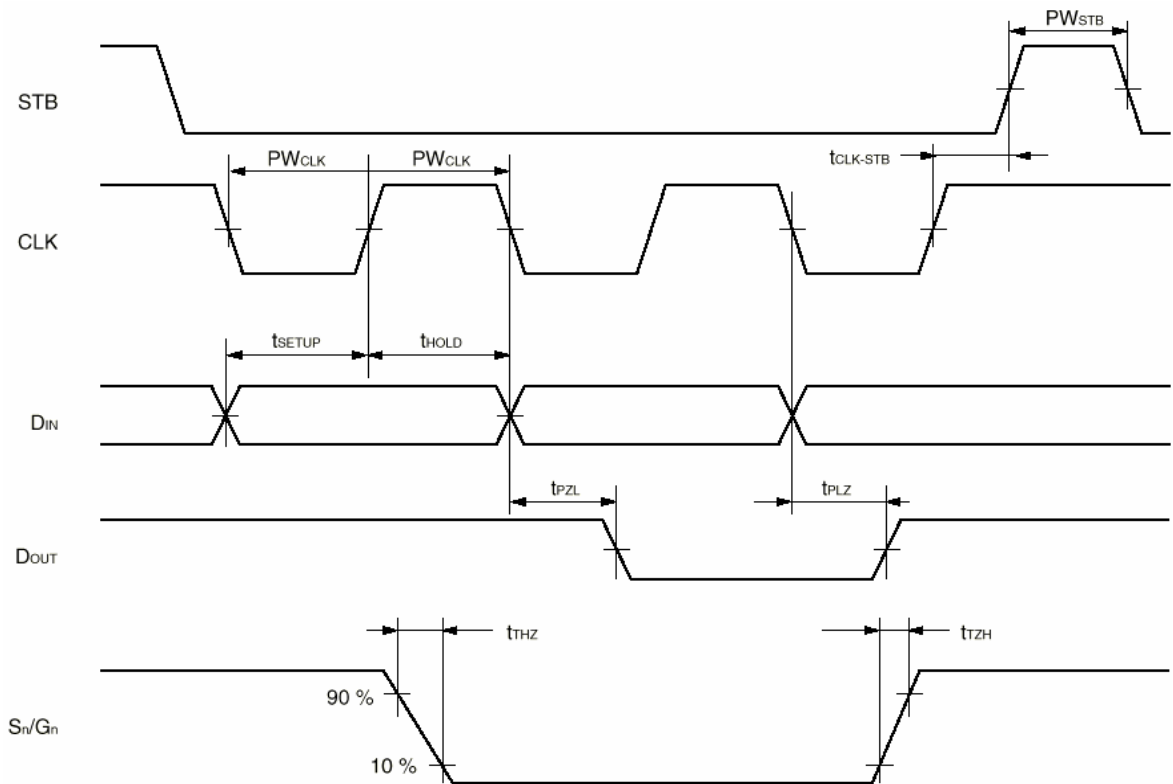 PWSTB
STB
tCLK-STB
PWCLK PWCLK
CLK
tSETUP tHOLD
DIN
tPZL tPLZ
DOUT
tTHZ tTZH
90 %
Sn/Gn
10 %